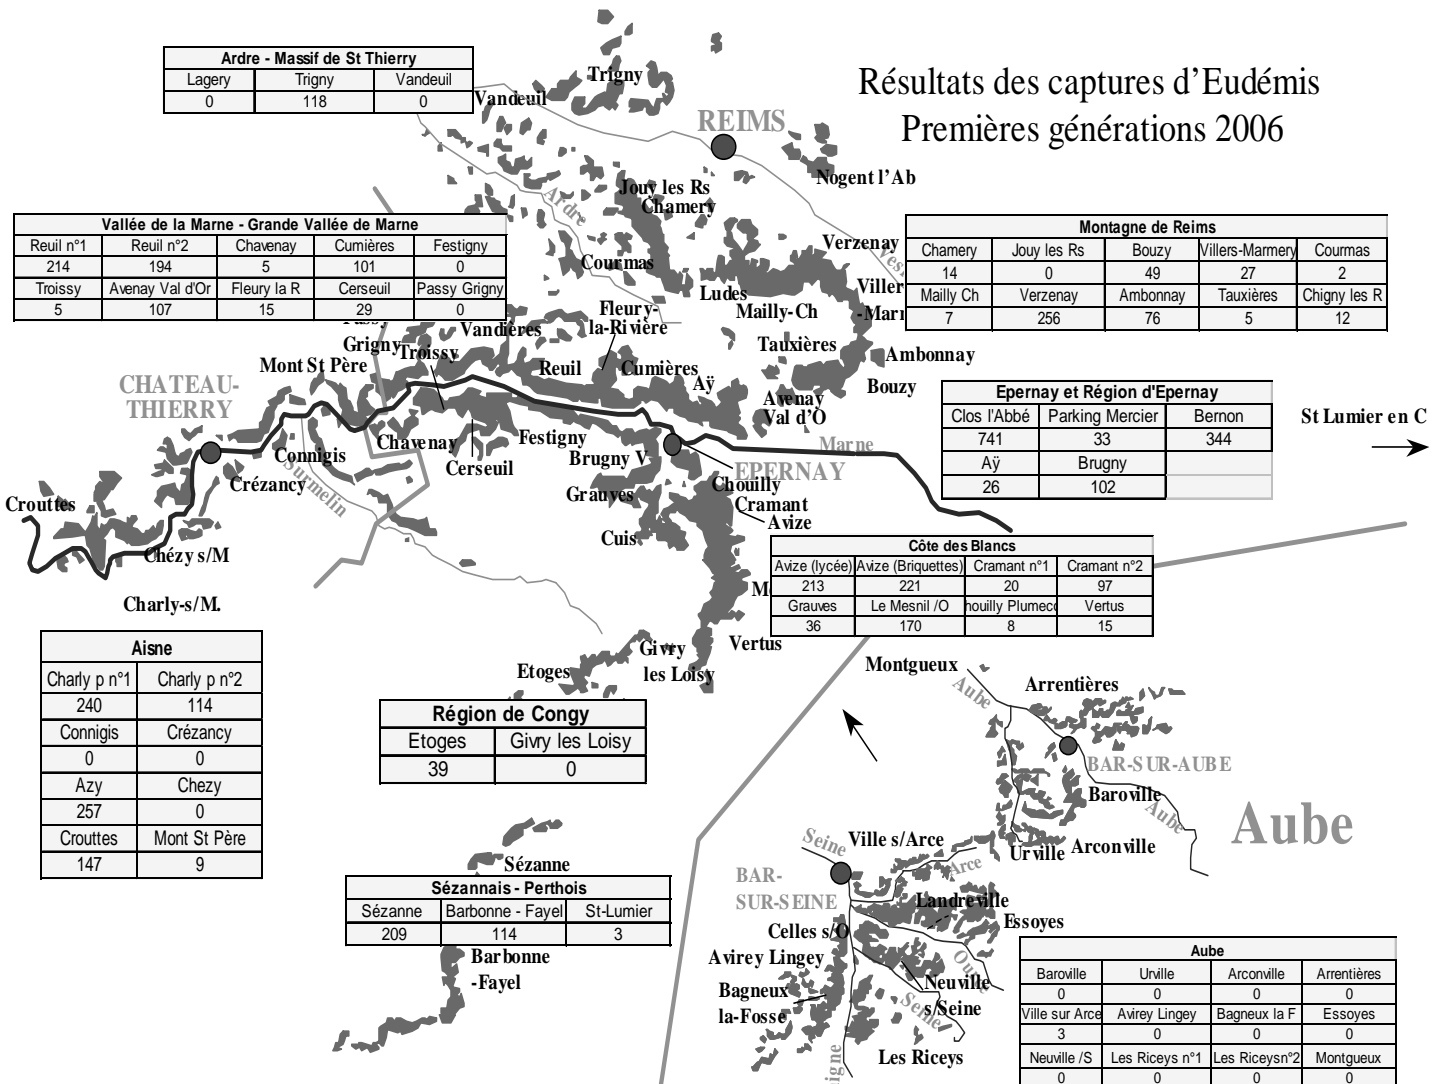 Résultats des captures d'Eudémis
Premières générations 2006
Ardre - Massif de St Thierry
Lagery Trigny Vandeuil
0 118 0
Trigny
Vandeuil
REIMS
Nogent l'Ab
Jouy les Rs
Chamery
Ardre
Vallée de la Marne - Grande Vallée de Marne
Reuil n°1 Reuil n°2 Chavenay Cumières Festigny
214 194 5 101 0
Troissy Avenay Val d'Or Fleury la R Cerseuil Passy Grigny
5 107 15 29 0
Montagne de Reims
Chamery Jouy les Rs Bouzy Villers-Marmery Courmas
14 0 49 27 2
Mailly Ch Verzenay Ambonnay Tauxières Chigny les R
7 256 76 5 12
Verzenay
Courmas
Ludes
Mailly-Ch
Viller
-Marr
Fleury-
la-Rivière
Vandières
Grigny
Troissy
Tauxières
Ambonnay
Bouzy
Mont St Père
Reuil
Cumières
Aÿ
Avenay
Val d'O
CHATEAU-
THIERRY
Epernay et Région d'Epernay
Clos l'Abbé Parking Mercier Bernon
741 33 344
Aÿ Brugny
26 102
St Lumier en C
Marne
Chavenay
Festigny
Cerseuil
Brugny V
EPERNAY
Connigis
Crézancy
Surmelin
Grauves
Chouilly
Cramant
Avize
Cuis
Crouttes
Chézy s/M
Charly-s/M.
Côte des Blancs
Avize (lycée) Avize (Briquettes) Cramant n°1 Cramant n°2
213 221 20 97
Grauves Le Mesnil /O houilly Plumeco Vertus
36 170 8 15
M
Vertus
Givry
les Loisy
Etoges
Aisne
Charly p n°1 Charly p n°2
240 114
Connigis Crézancy
0 0
Azy Chezy
257 0
Crouttes Mont St Père
147 9
Région de Congy
Etoges Givry les Loisy
39 0
Montgueux
Aube
Arrentières
BAR-SUR-AUBE
Baroville
Aube
Aube
Urville
Arconville
Sézanne
Sézannais - Perthois
Sézanne Barbonne - Fayel St-Lumier
209 114 3
Barbonne
-Fayel
Seine
Ville s/Arce
Arce
BAR-
SUR-SEINE
Landreville
Essoyes
Celles s/O
Avirey Lingey
Bagneux
la-Fosse
Neuville
s/Seine
Seine
Les Riceys
Aube
Baroville Urville Arconville Arrentières
0 0 0 0
Ville sur Arce Avirey Lingey Bagneux la F Essoyes
3 0 0 0
Neuville /S Les Riceys n°1 Les Riceysn°2 Montgueux
0 0 0 0